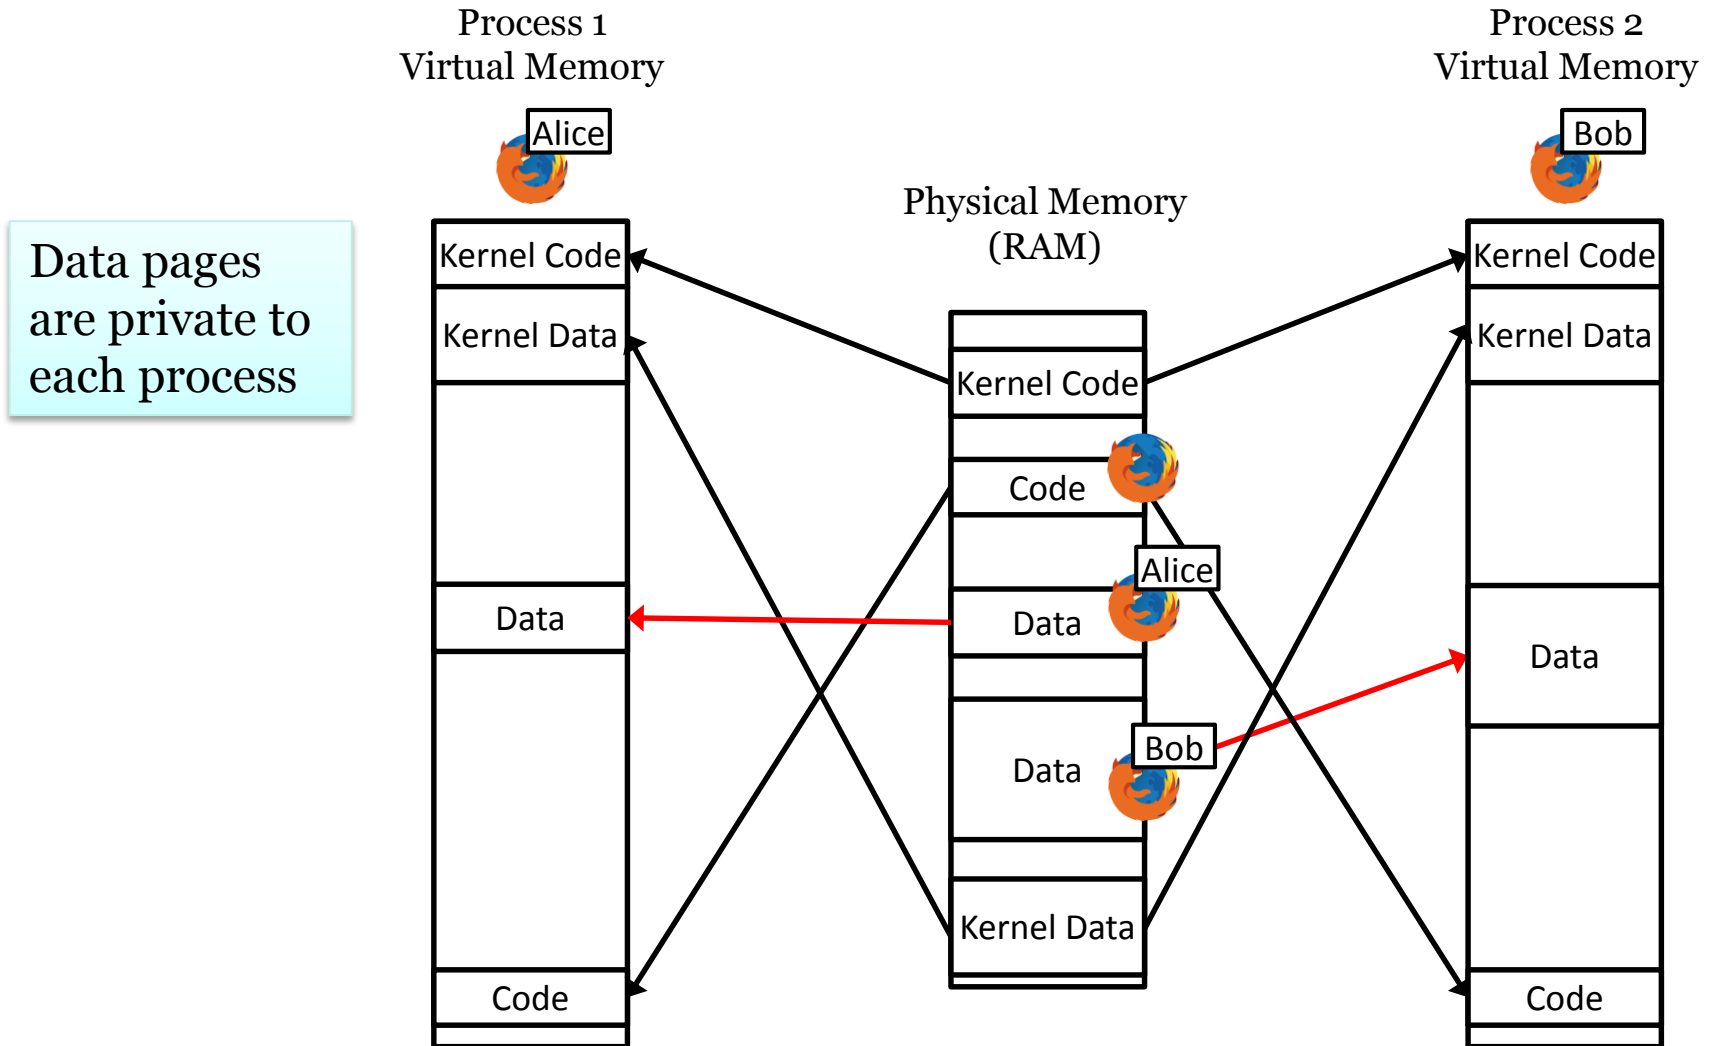 Process 1
Virtual Memory
Alice
Process 2
Virtual Memory
Bob
Physical Memory
(RAM)
Data pages
are private to
each process
Kernel Code
Kernel Data
Data
Code
Kernel Code
Code
Alice
Data
Bob
Data
Kernel Data
Kernel Code
Kernel Data
Data
Code